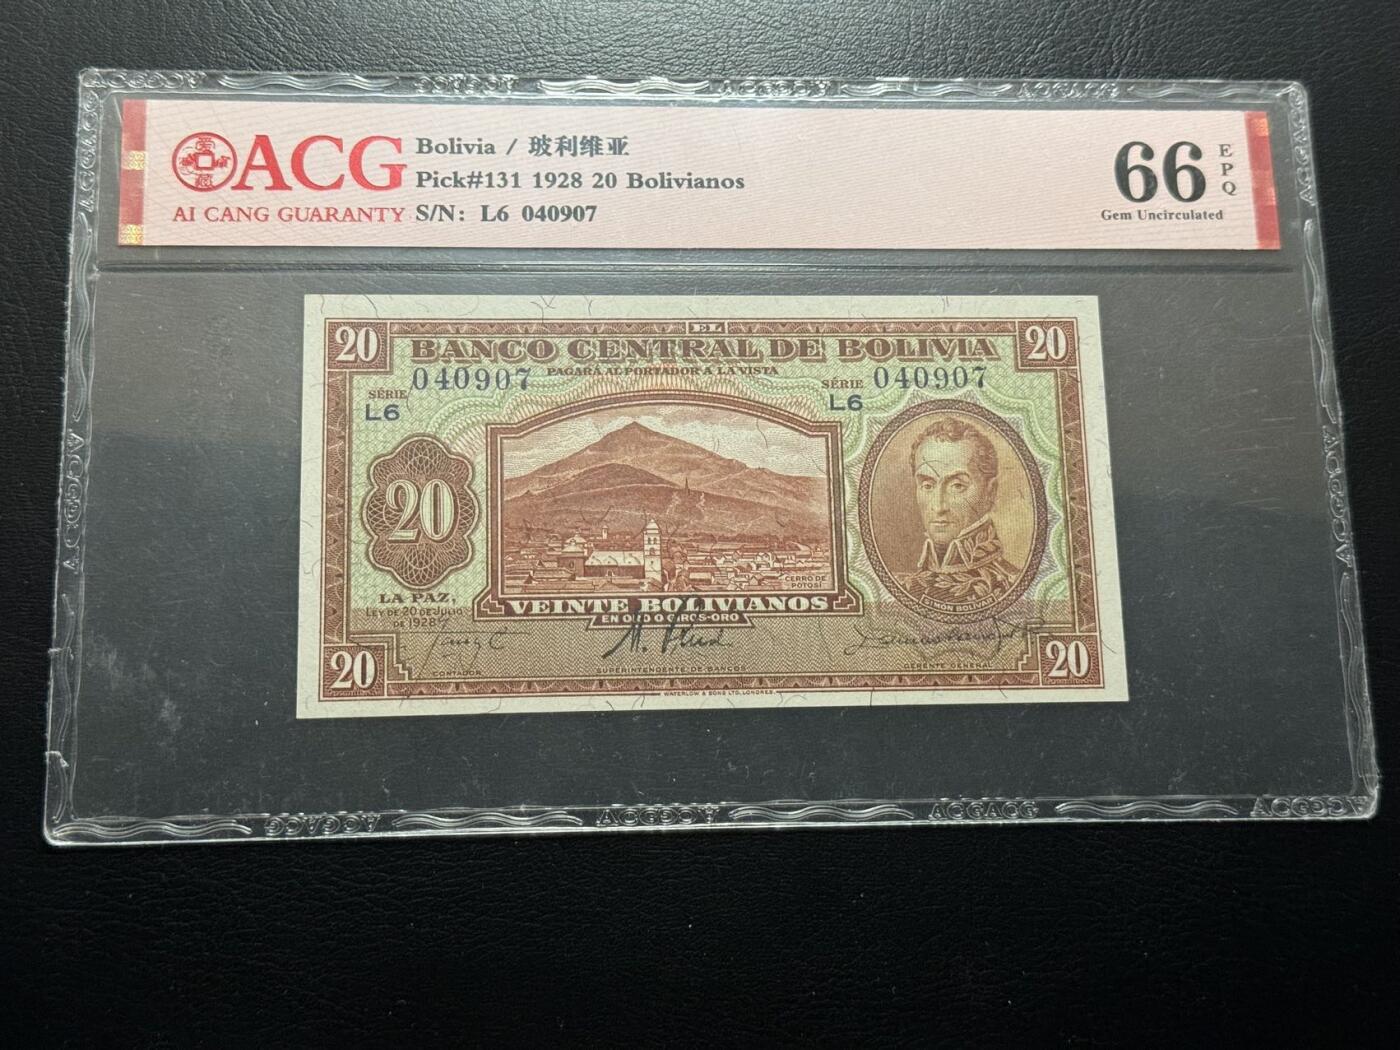 ACG
AI CANG GUARANTY
Bolivia / 玻利维亚
Pick#131 1928 20 Bolivianos
S/N: L6 040907
66
EPQ
Gem Uncirculated
20
EL
20
BANCO CENTRAL DE BOLIVIA
PAGARÁ AL PORTADOR A LA VISTA
SÉRIE 040907
L6
SÉRIE 040907
L6
20
CERRO DE
POTOSI
SIMÓN BOLIVAR
LA PAZ,
LEY DE 20 DE JULIO
DE 1928
VEINTE BOLIVIANOS
EN ORO O GIROS-ORO
CONTADOR
SUPERINTENDENTE DE BANCOS
GERENTE GENERAL
20
20
WATERLOW & SONS LTD, LONDRES.